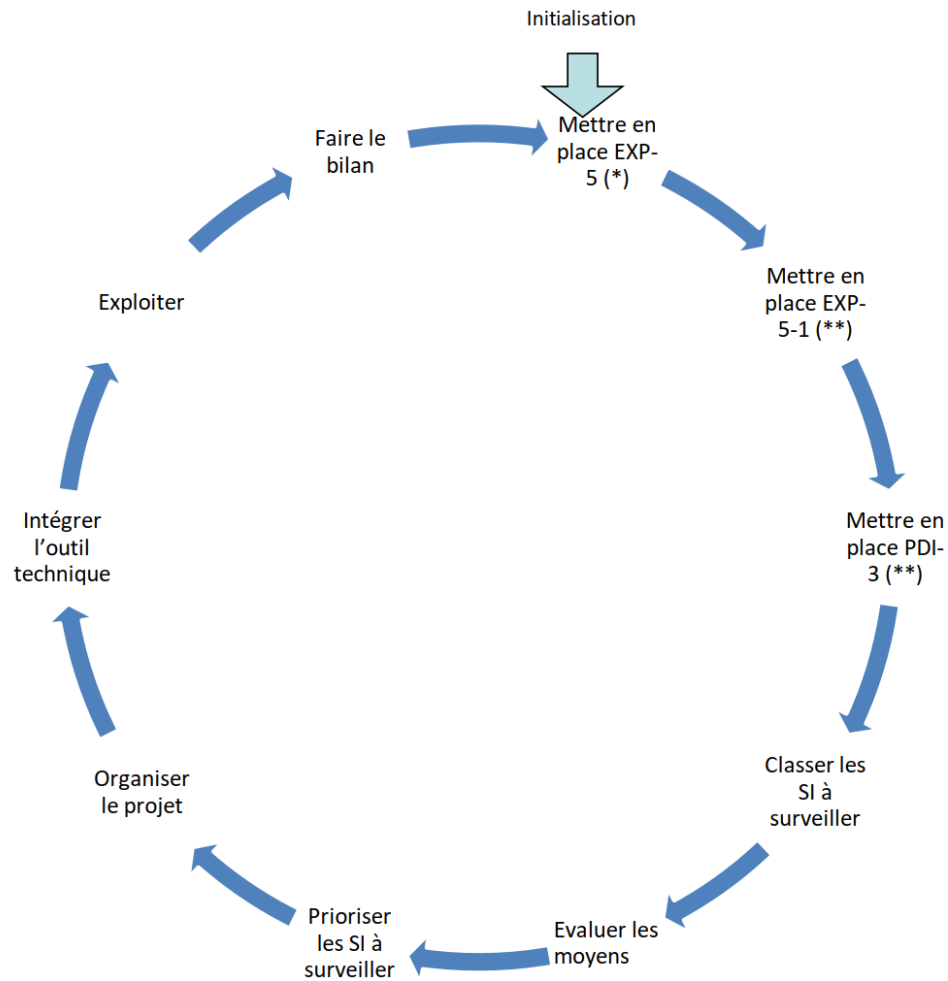 Initialisation
Mettre en
place EXP-
5 (*)
Mettre en
place EXP-
5-1 (**)
Mettre en
place PDI-
3 (**)
Classer les
SI à
surveiller
Evaluer les
moyens
Prioriser
les SI à
surveiller
Organiser
le projet
Intégrer
l’outil
technique
Exploiter
Faire le
bilan